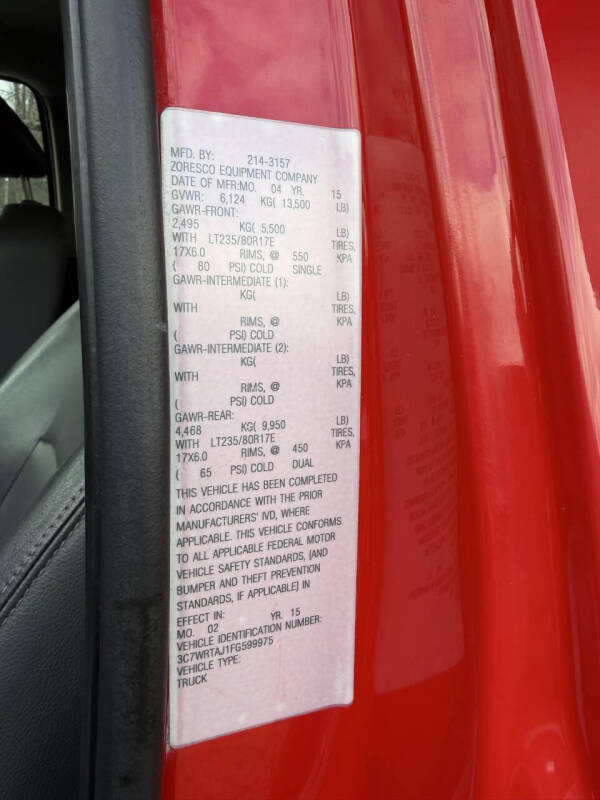 MFD. BY: 214-3157
ZORESCO EQUIPMENT COMPANY
DATE OF MFR:MO. 04 YR. 15
GVWR: 6,124 KG( 13,500 LB)
GAWR-FRONT:
2,495 KG( 5,500 LB)
WITH LT235/80R17E TIRES,
17X6.0 RIMS, @ 550 KPA
( 80 PSI) COLD SINGLE
GAWR-INTERMEDIATE (1):
KG( LB)
WITH TIRES,
RIMS, @ KPA
( PSI) COLD
GAWR-INTERMEDIATE (2):
KG( LB)
WITH TIRES,
RIMS, @ KPA
( PSI) COLD
GAWR-REAR:
4,468 KG( 9,950 LB)
WITH LT235/80R17E TIRES,
17X6.0 RIMS, @ 450 KPA
( 65 PSI) COLD DUAL
THIS VEHICLE HAS BEEN COMPLETED
IN ACCORDANCE WITH THE PRIOR
MANUFACTURERS' IVD, WHERE
APPLICABLE. THIS VEHICLE CONFORMS
TO ALL APPLICABLE FEDERAL MOTOR
VEHICLE SAFETY STANDARDS, [AND
BUMPER AND THEFT PREVENTION
STANDARDS, IF APPLICABLE] IN
EFFECT IN:
MO. 02 YR. 15
VEHICLE IDENTIFICATION NUMBER:
3C7WRTAJ1FG599975
VEHICLE TYPE:
TRUCK